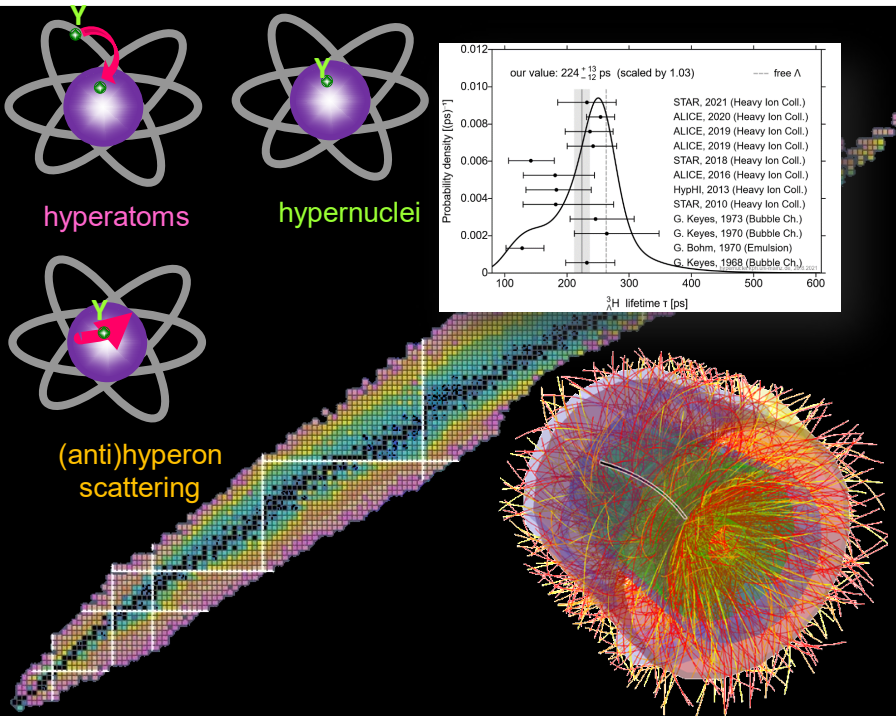 Y
hyperatoms
Y
hypernuclei
Y
(anti)hyperon
scattering
0.012
0.010
0.008
0.006
0.004
0.002
0
Probability density [(ps)⁻¹]
our value: 224 +13 −12 ps (scaled by 1.03)
free Λ
STAR, 2021 (Heavy Ion Coll.)
ALICE, 2020 (Heavy Ion Coll.)
ALICE, 2019 (Heavy Ion Coll.)
ALICE, 2019 (Heavy Ion Coll.)
STAR, 2018 (Heavy Ion Coll.)
ALICE, 2016 (Heavy Ion Coll.)
HypHI, 2013 (Heavy Ion Coll.)
STAR, 2010 (Heavy Ion Coll.)
G. Keyes, 1973 (Bubble Ch.)
G. Keyes, 1970 (Bubble Ch.)
G. Bohm, 1970 (Emulsion)
G. Keyes, 1968 (Bubble Ch.)
100 200 300 400 500 600
³ΛH lifetime τ [ps]